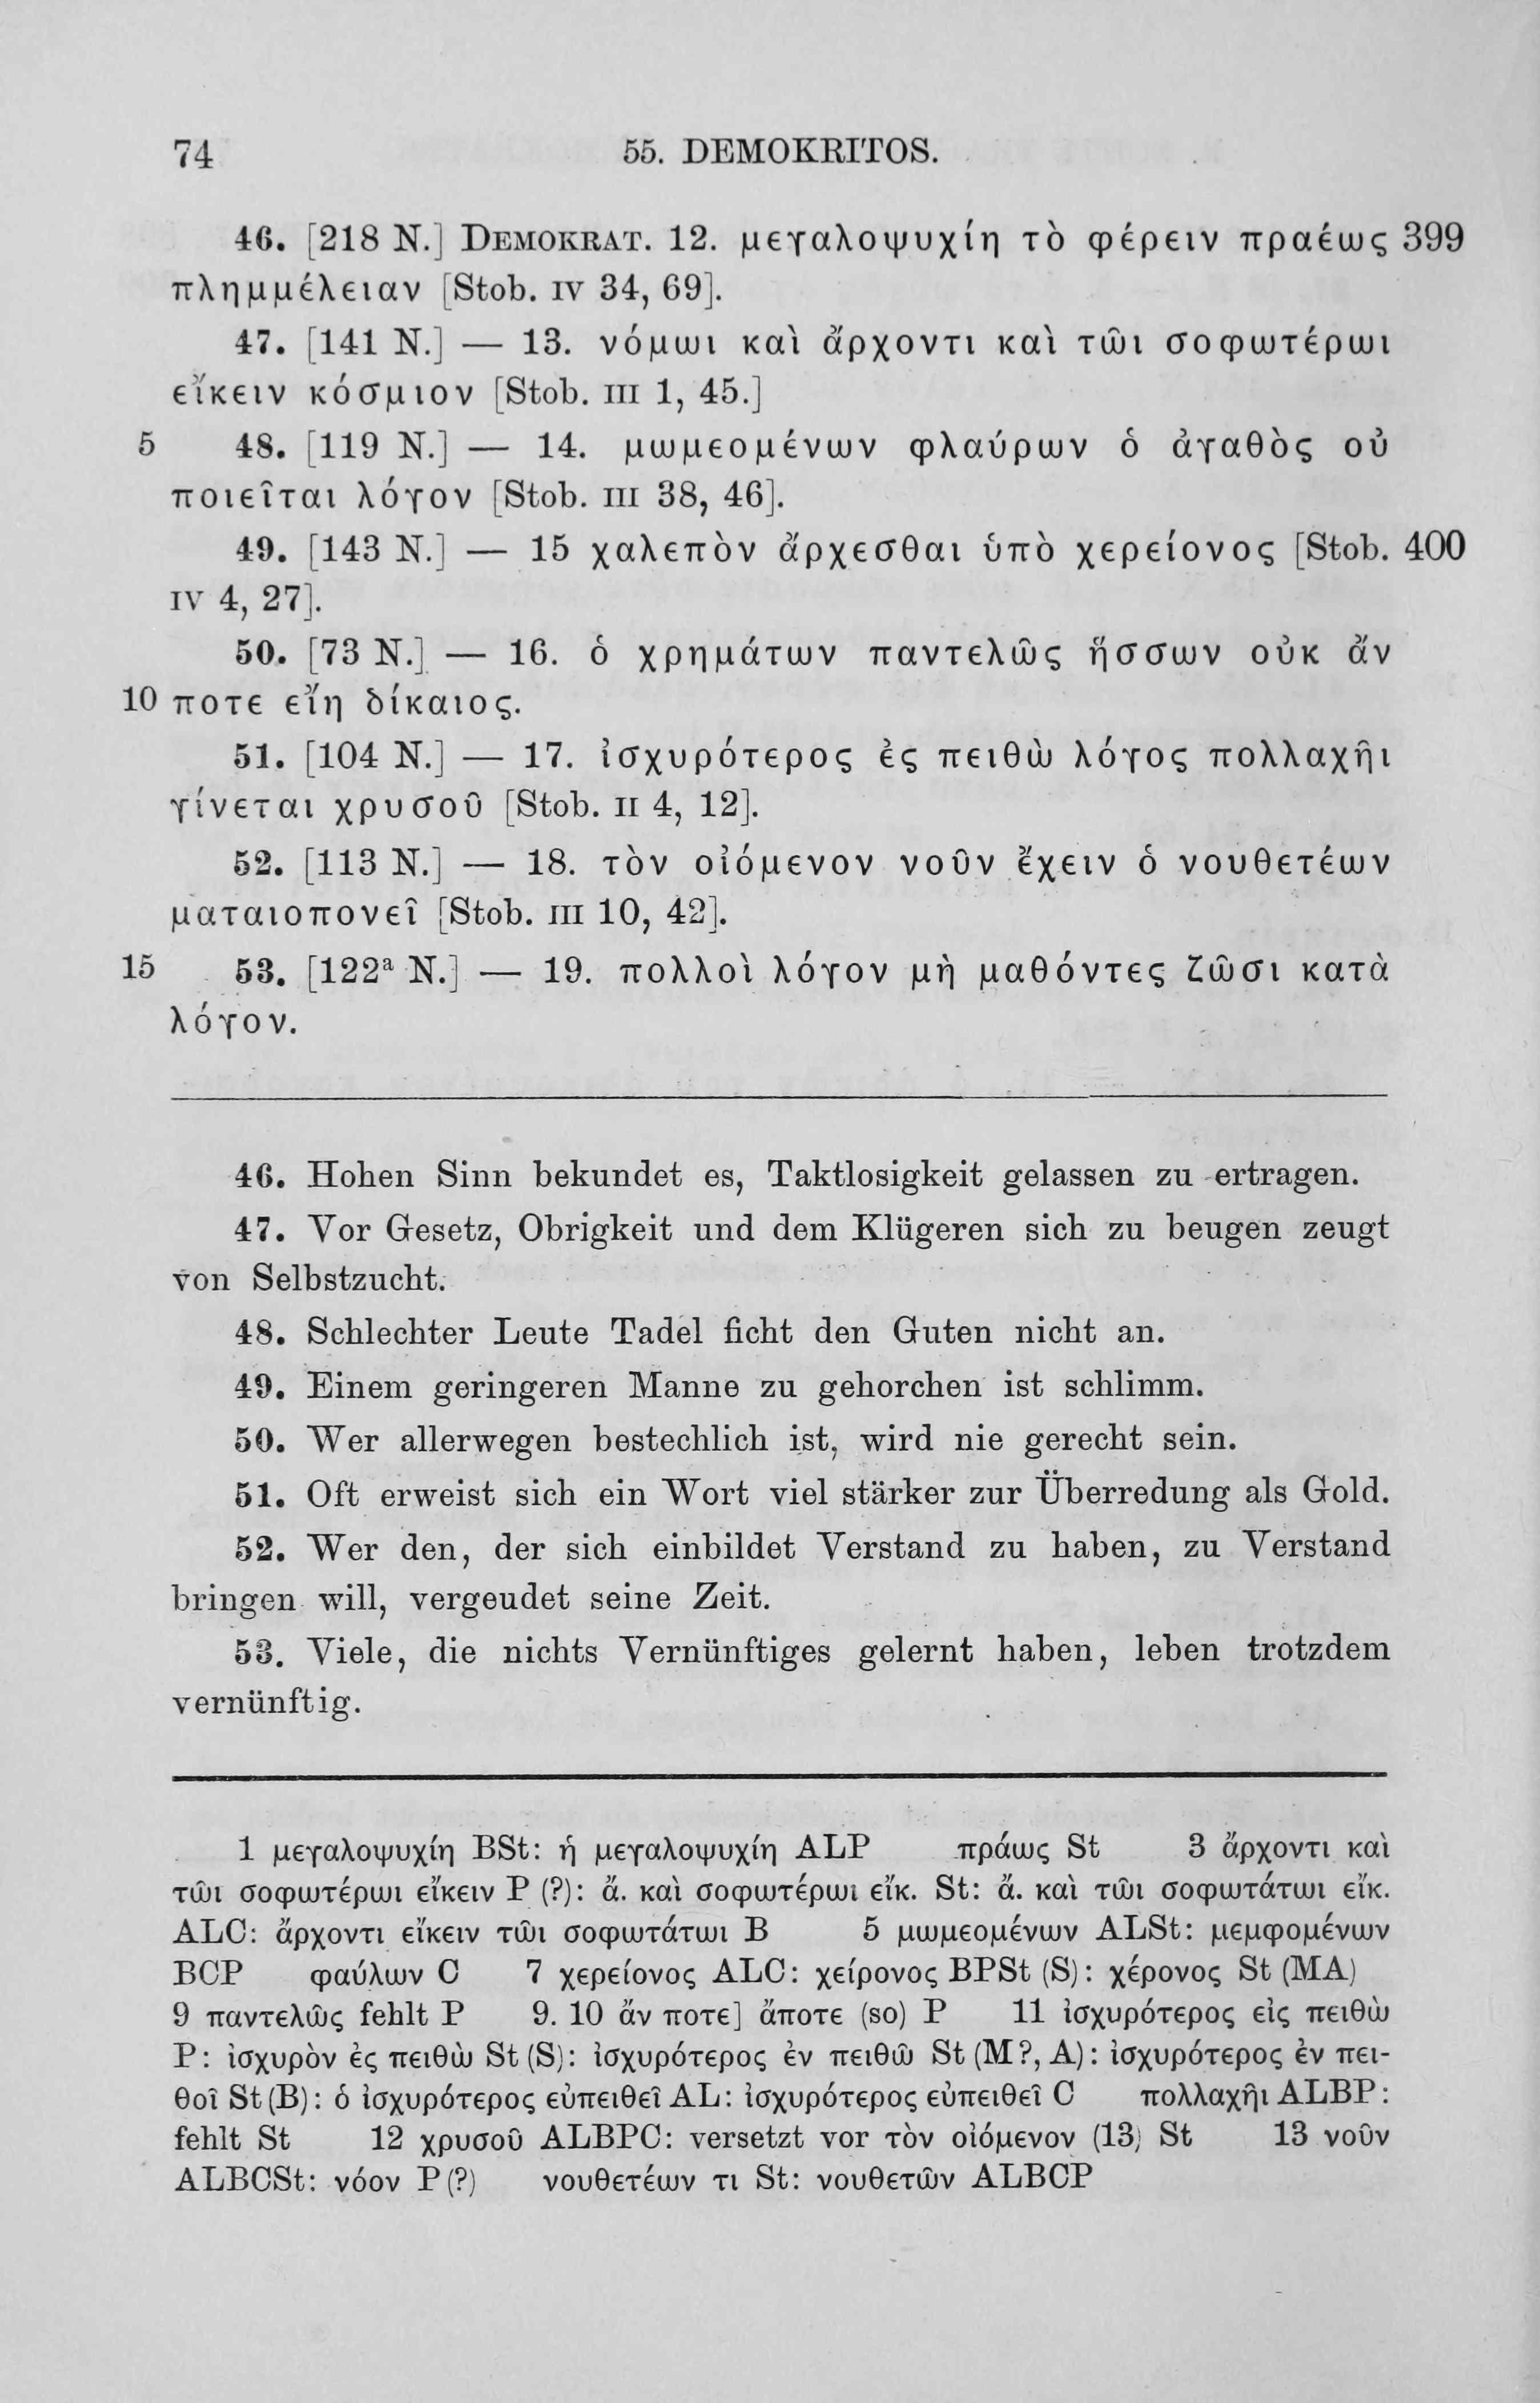 74 55. DEMOKRITOS.
46. [218 N.] DEMOKRAT. 12. μεγαλοψυχίη τὸ φέρειν πραέως 399
πλημμέλειαν [Stob. IV 34, 69].
47. [141 N.] — 13. νόμωι καὶ ἄρχοντι καὶ τῶι σοφωτέρωι
εἴκειν κόσμιον [Stob. III 1, 45.]
5 48. [119 N.] — 14. μωμεομένων φλαύρων ὁ ἀγαθὸς οὐ
ποιεῖται λόγον [Stob. III 38, 46].
49. [143 N.] — 15 χαλεπὸν ἄρχεσθαι ὑπὸ χερείονος [Stob. 400
IV 4, 27].
50. [73 N.] — 16. ὁ χρημάτων παντελῶς ἥσσων οὐκ ἄν
10 ποτε εἴη δίκαιος.
51. [104 N.] — 17. ἰσχυρότερος ἐς πειθὼ λόγος πολλαχῆι
γίνεται χρυσοῦ [Stob. II 4, 12].
52. [113 N.] — 18. τὸν οἰόμενον νοῦν ἔχειν ὁ νουθετέων
ματαιοπονεῖ [Stob. III 10, 42].
15 53. [122ª N.] — 19. πολλοὶ λόγον μὴ μαθόντες ζῶσι κατὰ
λόγον.
46. Hohen Sinn bekundet es, Taktlosigkeit gelassen zu ertragen.
47. Vor Gesetz, Obrigkeit und dem Klügeren sich zu beugen zeugt
von Selbstzucht.
48. Schlechter Leute Tadel ficht den Guten nicht an.
49. Einem geringeren Manne zu gehorchen ist schlimm.
50. Wer allerwegen bestechlich ist, wird nie gerecht sein.
51. Oft erweist sich ein Wort viel stärker zur Überredung als Gold.
52. Wer den, der sich einbildet Verstand zu haben, zu Verstand
bringen will, vergeudet seine Zeit.
53. Viele, die nichts Vernünftiges gelernt haben, leben trotzdem
vernünftig.
1 μεγαλοψυχίη BSt: ἡ μεγαλοψυχίη ALP πράως St 3 ἄρχοντι καὶ
τῶι σοφωτέρωι εἴκειν P (?): ἄ. καὶ σοφωτέρωι εἴκ. St: ἄ. καὶ τῶι σοφωτάτωι εἴκ.
ALC: ἄρχοντι εἴκειν τῶι σοφωτάτωι B 5 μωμεομένων ALSt: μεμφομένων
BCP φαύλων C 7 χερείονος ALC: χείρονος BPSt (S): χέρονος St (MA)
9 παντελῶς fehlt P 9. 10 ἄν ποτε] ἄποτε (so) P 11 ἰσχυρότερος εἰς πειθὼ
P: ἰσχυρὸν ἐς πειθὼ St (S): ἰσχυρότερος ἐν πειθῶ St (M?, A): ἰσχυρότερος ἐν πει-
θοῖ St (B): ὁ ἰσχυρότερος εὐπειθεῖ AL: ἰσχυρότερος εὐπειθεῖ C πολλαχῆι ALBP:
fehlt St 12 χρυσοῦ ALBPC: versetzt vor τὸν οἰόμενον (13) St 13 νοῦν
ALBCSt: νόον P (?) νουθετέων τι St: νουθετῶν ALBCP